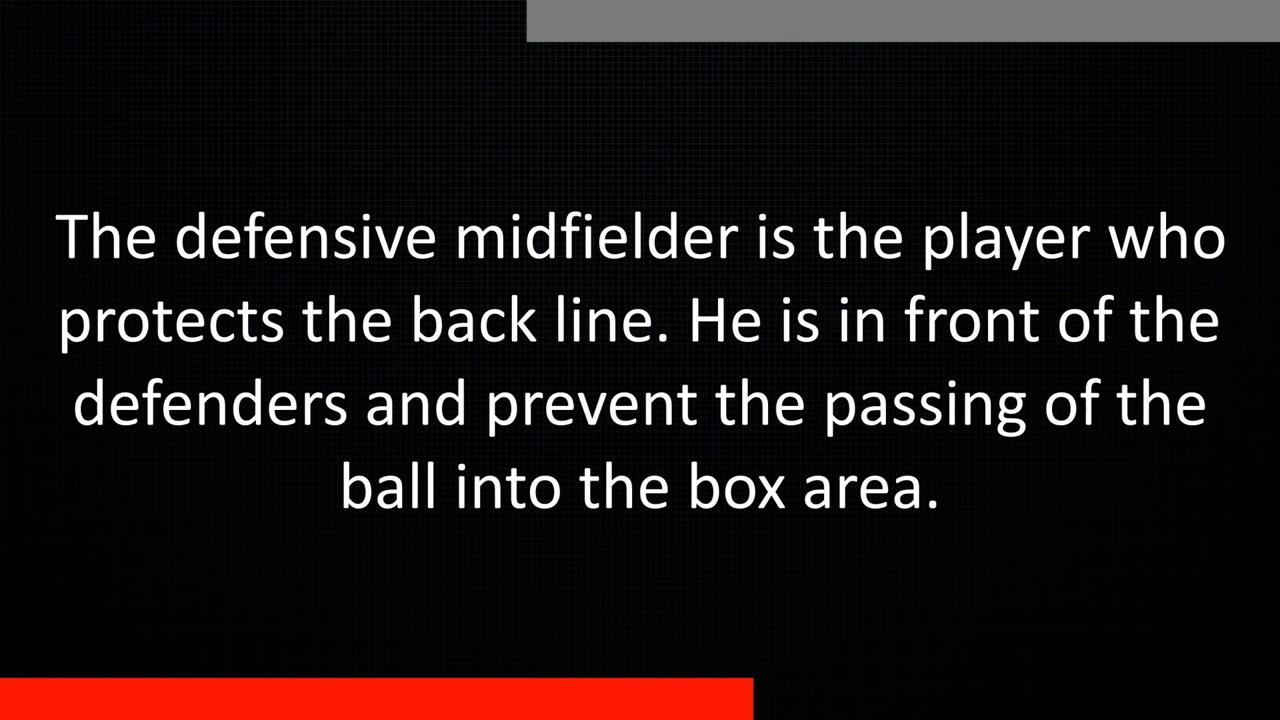 The defensive midfielder is the player who
protects the back line. He is in front of the
defenders and prevent the passing of the
ball into the box area.